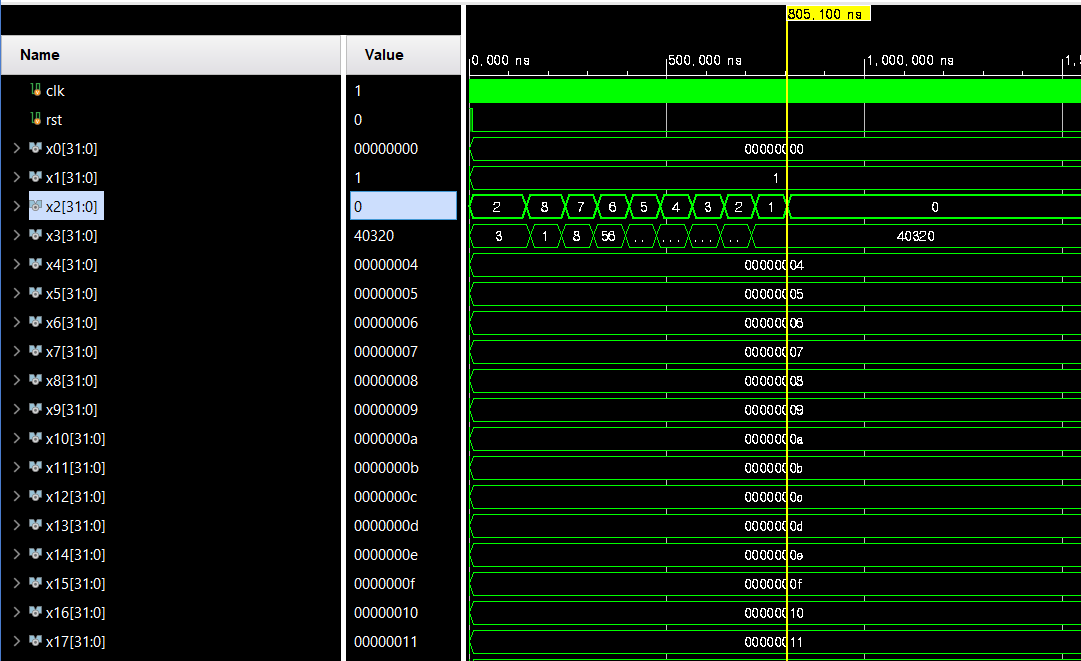 805,100 ns
Name Value 0,000 ns 500,000 ns 1,000,000 ns 1,5
clk 1
rst 0
x0[31:0] 00000000 00000000
x1[31:0] 1 1
x2[31:0] 0 2 8 7 6 5 4 3 2 1 0
x3[31:0] 40320 3 1 8 56 .. ... ... .. 40320
x4[31:0] 00000004 00000004
x5[31:0] 00000005 00000005
x6[31:0] 00000006 00000006
x7[31:0] 00000007 00000007
x8[31:0] 00000008 00000008
x9[31:0] 00000009 00000009
x10[31:0] 0000000a 0000000a
x11[31:0] 0000000b 0000000b
x12[31:0] 0000000c 0000000c
x13[31:0] 0000000d 0000000d
x14[31:0] 0000000e 0000000e
x15[31:0] 0000000f 0000000f
x16[31:0] 00000010 00000010
x17[31:0] 00000011 00000011